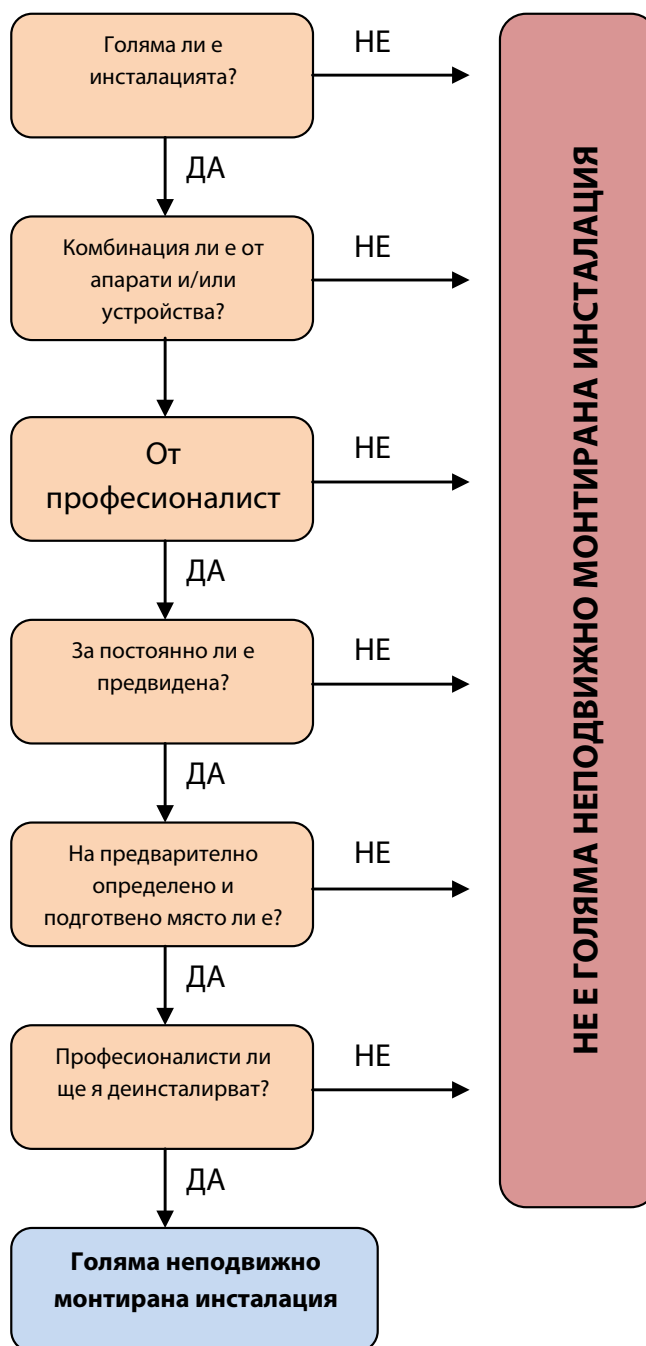 Голяма ли е
инсталацията?
НЕ
ДА
Комбинация ли е от
апарати и/или
устройства?
НЕ
От
професионалист
НЕ
ДА
За постоянно ли е
предвидена?
НЕ
ДА
На предварително
определено и
подготвено място ли е?
НЕ
ДА
Професионалисти ли
ще я деинсталирват?
НЕ
ДА
Голяма неподвижно
монтирана инсталация
НЕ Е ГОЛЯМА НЕПОДВИЖНО МОНТИРАНА ИНСТАЛАЦИЯ